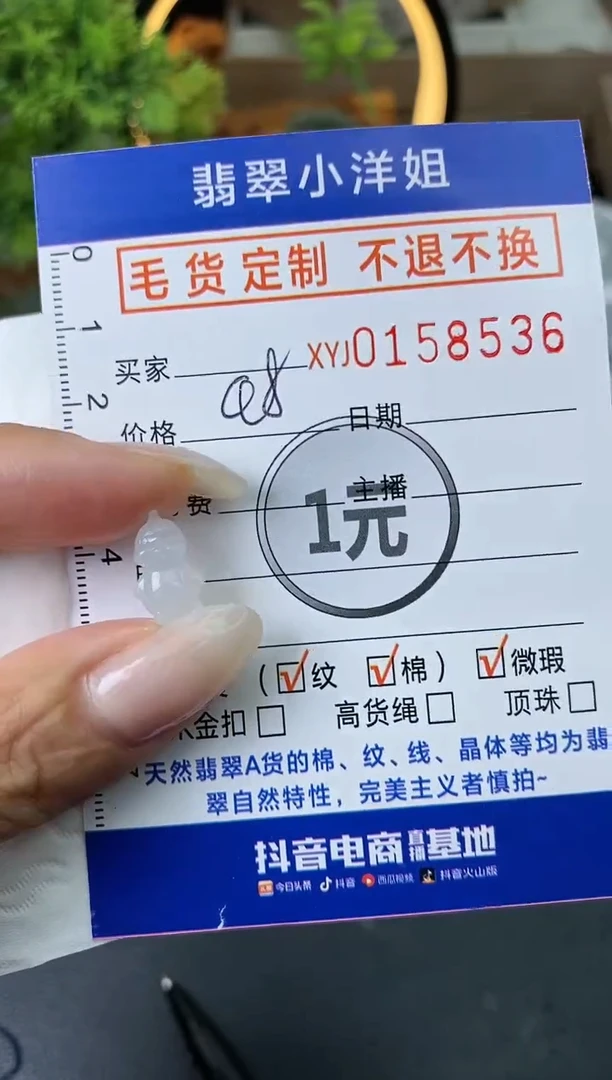 翡翠小洋姐
毛货定制 不退不换
0
1
2
4
买家
XYJ0158536
价格
日期
费
主播
1元
(纹 棉) 微瑕
金扣 高货绳 顶珠
天然翡翠A货的棉、纹、线、晶体等均为翡
翠自然特性，完美主义者慎拍~
抖音电商直播基地
今日头条 抖音 西瓜视频 抖音火山版